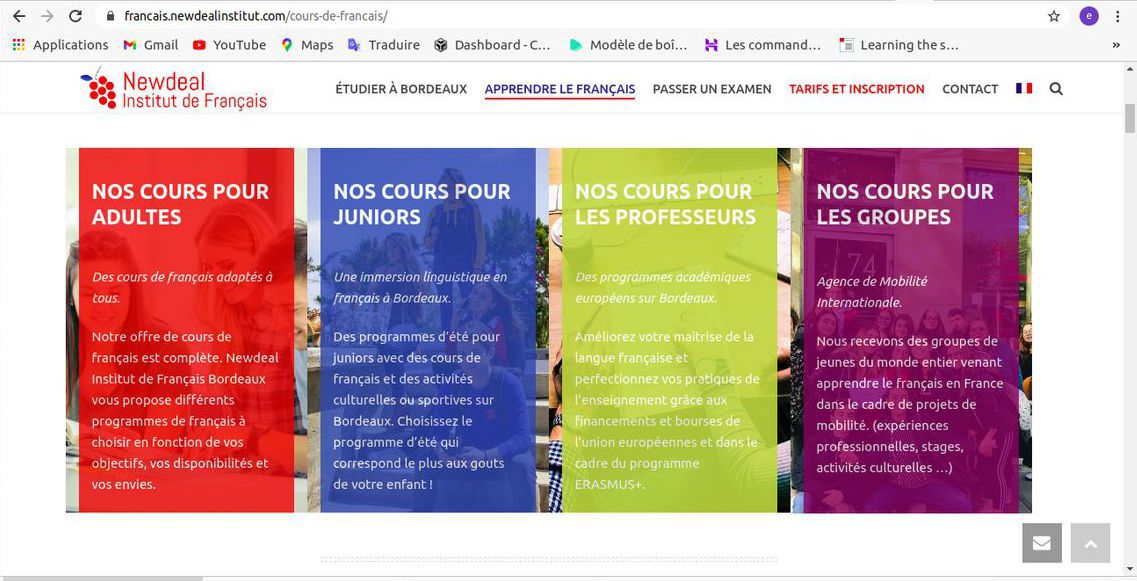 francais.newdealinstitut.com/cours-de-francais/
e
Applications
Gmail
YouTube
Maps
Traduire
Dashboard - C...
Modèle de boî...
Les command...
Learning the s...
»
Newdeal
Institut de Français
ÉTUDIER À BORDEAUX
APPRENDRE LE FRANÇAIS
PASSER UN EXAMEN
TARIFS ET INSCRIPTION
CONTACT
NOS COURS POUR
ADULTES
Des cours de français adaptés à
tous.
Notre offre de cours de
français est complète. Newdeal
Institut de Français Bordeaux
vous propose différents
programmes de français à
choisir en fonction de vos
objectifs, vos disponibilités et
vos envies.
NOS COURS POUR
JUNIORS
Une immersion linguistique en
français à Bordeaux.
Des programmes d'été pour
juniors avec des cours de
français et des activités
culturelles ou sportives sur
Bordeaux. Choisissez le
programme d'été qui
correspond le plus aux gouts
de votre enfant !
NOS COURS POUR
LES PROFESSEURS
Des programmes académiques
européens sur Bordeaux.
Améliorez votre maitrise de la
langue française et
perfectionnez vos pratiques de
l'enseignement grâce aux
financements et bourses de
l'union européennes et dans le
cadre du programme
ERASMUS+.
NOS COURS POUR
LES GROUPES
74
Agence de Mobilité
Internationale.
Nous recevons des groupes de
jeunes du monde entier venant
apprendre le français en France
dans le cadre de projets de
mobilité. (expériences
professionnelles, stages,
activités culturelles ...)